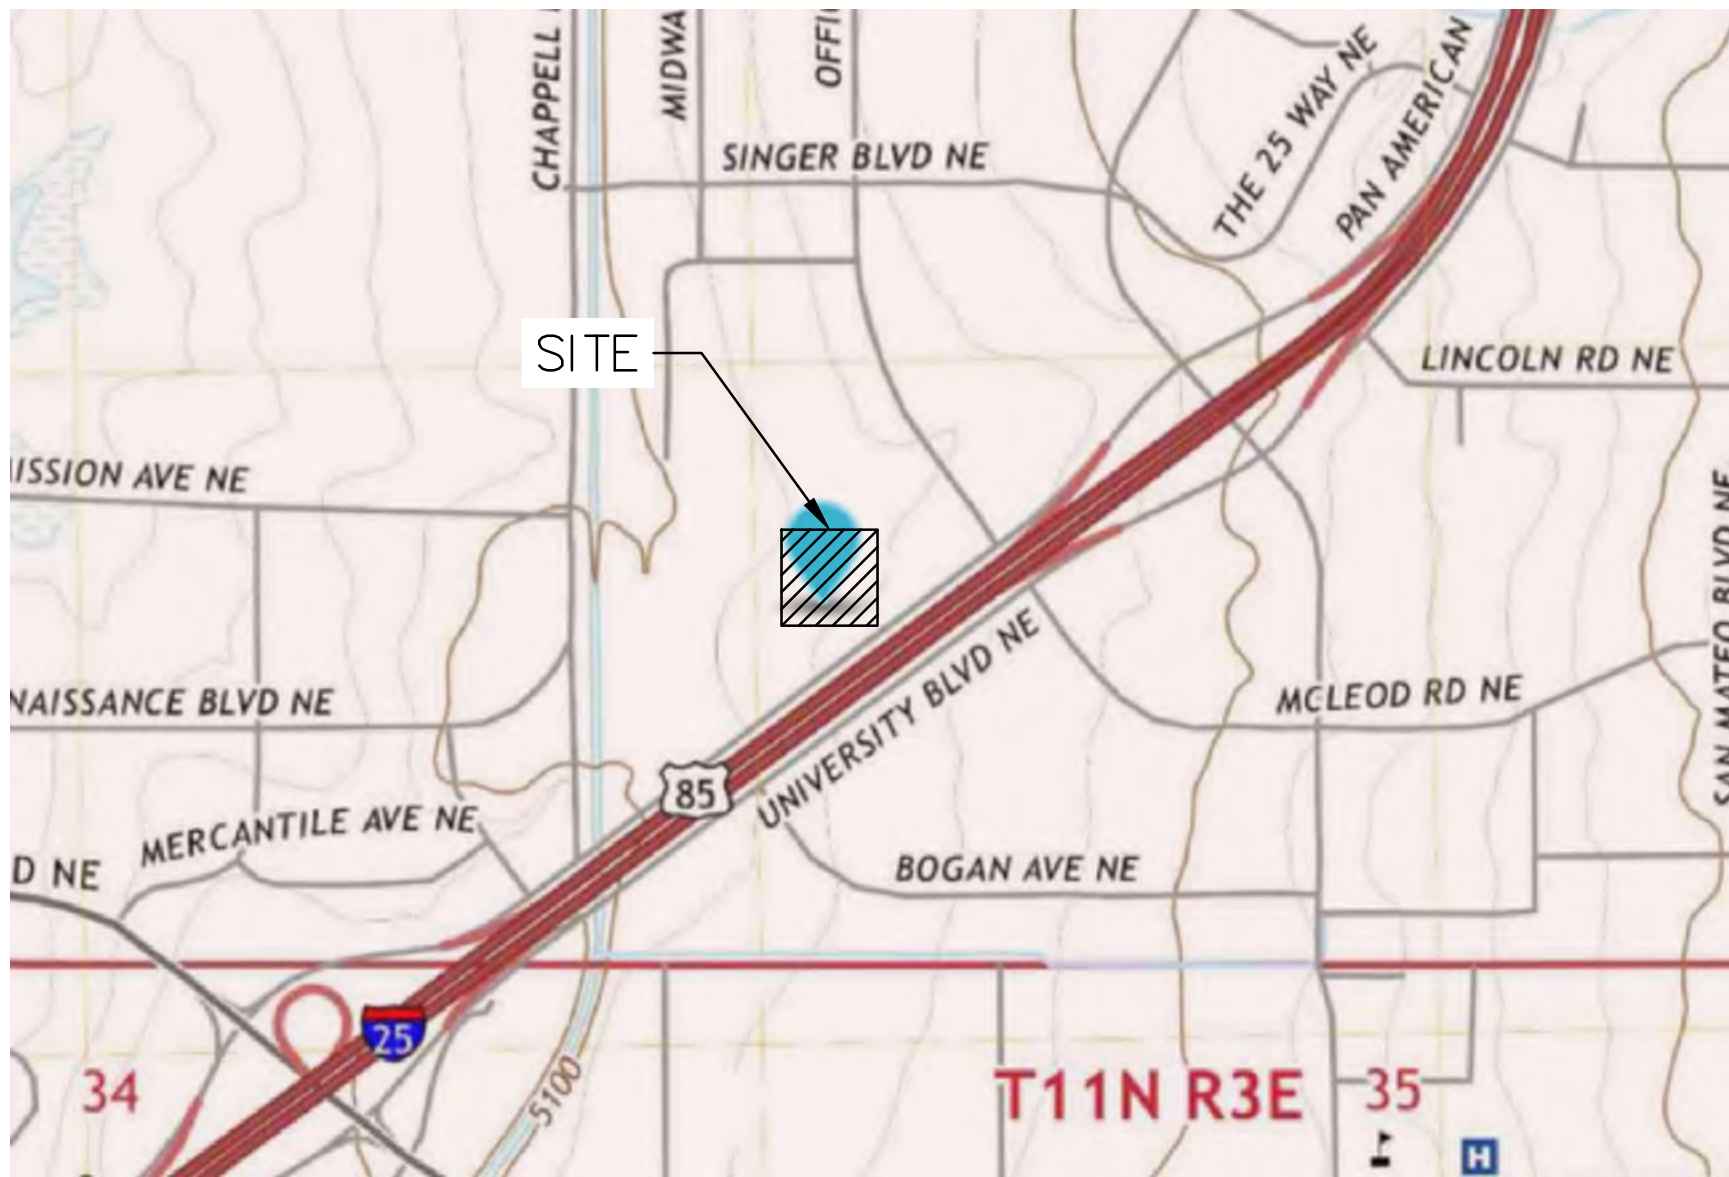 CHAPPELL
MIDWA
OFFIC
THE 25 WAY NE
PAN AMERICAN
SINGER BLVD NE
SITE
LINCOLN RD NE
ISSION AVE NE
SAN MATEO BLVD NE
UNIVERSITY BLVD NE
NAISSANCE BLVD NE
MCLEOD RD NE
85
MERCANTILE AVE NE
D NE
BOGAN AVE NE
25
34
5100
T11N R3E
35
H